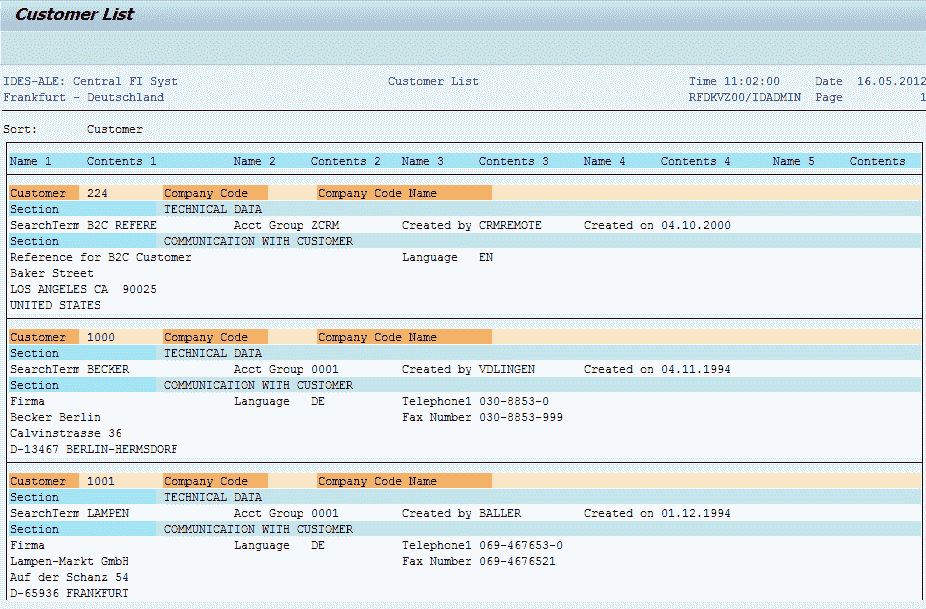 Customer List
IDES-ALE: Central FI Syst Customer List Time 11:02:00 Date 16.05.2012
Frankfurt - Deutschland RFDKVZ00/IDADMIN Page 1
Sort: Customer
Name 1 Contents 1 Name 2 Contents 2 Name 3 Contents 3 Name 4 Contents 4 Name 5 Contents
Customer 224 Company Code Company Code Name
Section TECHNICAL DATA
SearchTerm B2C REFERE Acct Group ZCRM Created by CRMREMOTE Created on 04.10.2000
Section COMMUNICATION WITH CUSTOMER
Reference for B2C Customer Language EN
Baker Street
LOS ANGELES CA 90025
UNITED STATES
Customer 1000 Company Code Company Code Name
Section TECHNICAL DATA
SearchTerm BECKER Acct Group 0001 Created by VDLINGEN Created on 04.11.1994
Section COMMUNICATION WITH CUSTOMER
Firma Language DE Telephone1 030-8853-0
Becker Berlin Fax Number 030-8853-999
Calvinstrasse 36
D-13467 BERLIN-HERMSDORF
Customer 1001 Company Code Company Code Name
Section TECHNICAL DATA
SearchTerm LAMPEN Acct Group 0001 Created by BALLER Created on 01.12.1994
Section COMMUNICATION WITH CUSTOMER
Firma Language DE Telephone1 069-467653-0
Lampen-Markt GmbH Fax Number 069-4676521
Auf der Schanz 54
D-65936 FRANKFURT